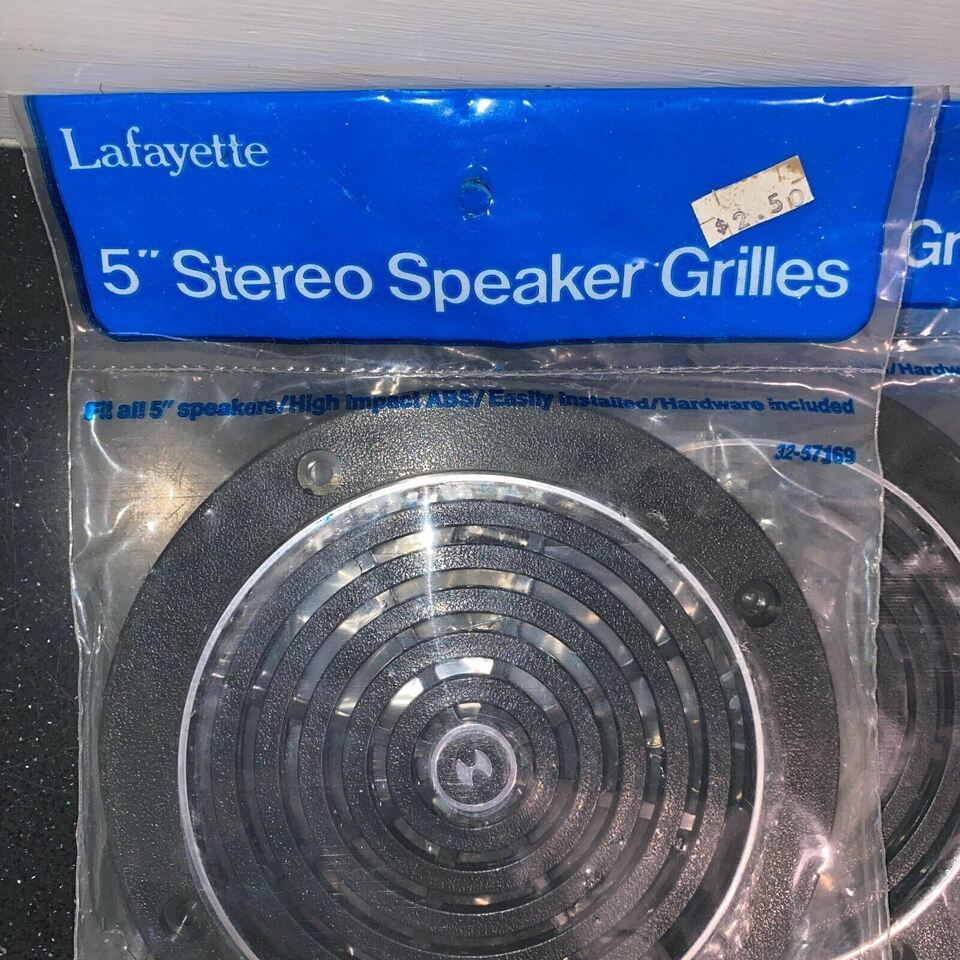 Lafayette
$2.50
5" Stereo Speaker Grilles
Fit all 5" speakers/High Impact ABS/Easily Installed/Hardware included
32-57169
Gr
/Hardw